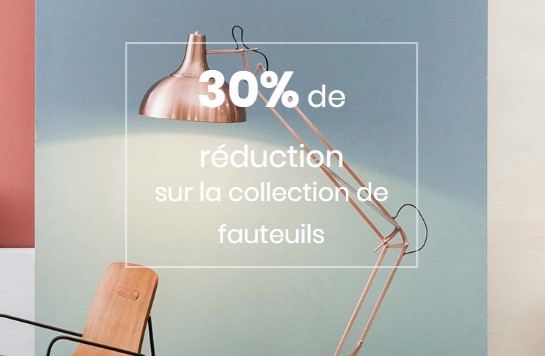 30% de
réduction
sur la collection de
fauteuils